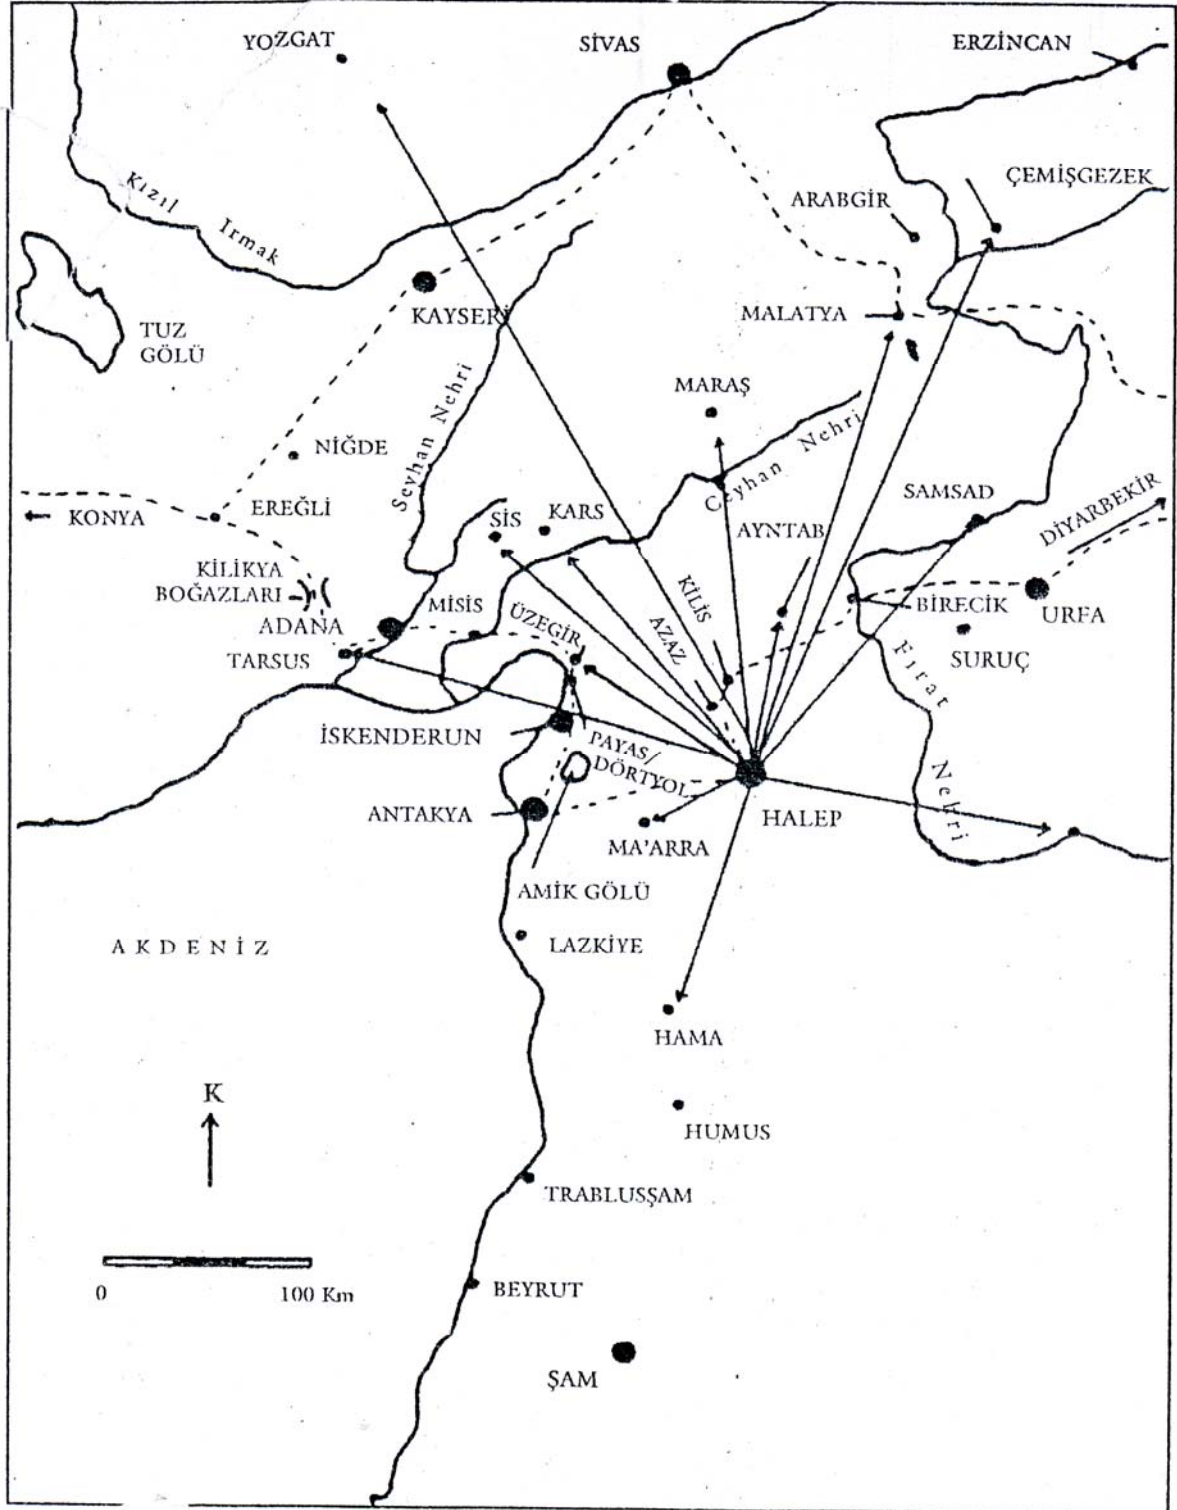 YOZGAT
SİVAS
ERZİNCAN
Kızıl
Irmak
ÇEMİŞGEZEK
ARABGİR
KAYSERİ
MALATYA
TUZ
GÖLÜ
MARAŞ
Seyhan Nehri
Ceyhan Nehri
NİĞDE
EREĞLİ
KONYA
SİS
KARS
SAMSAD
DİYARBEKİR
AYNTAB
KİLİKYA
BOĞAZLARI
KİLİS
MİSİS
ÜZEGİR
AZAZ
BİRECİK
URFA
ADANA
TARSUS
SURUÇ
Fırat
Nehri
İSKENDERUN
PAYAS/
DÖRTYOL
ANTAKYA
HALEP
MA'ARRA
AMİK GÖLÜ
AKDENİZ
LAZKİYE
HAMA
K
HUMUS
TRABLUSŞAM
0
100 Km
BEYRUT
ŞAM